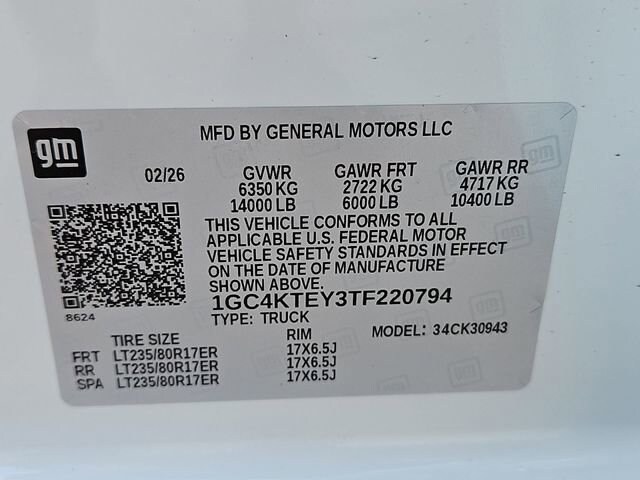 gm
MFD BY GENERAL MOTORS LLC
02/26 GVWR GAWR FRT GAWR RR
6350 KG 2722 KG 4717 KG
14000 LB 6000 LB 10400 LB
THIS VEHICLE CONFORMS TO ALL
APPLICABLE U.S. FEDERAL MOTOR
VEHICLE SAFETY STANDARDS IN EFFECT
ON THE DATE OF MANUFACTURE
SHOWN ABOVE.
8624
1GC4KTEY3TF220794
TYPE: TRUCK MODEL: 34CK30943
TIRE SIZE RIM
FRT LT235/80R17ER 17X6.5J
RR LT235/80R17ER 17X6.5J
SPA LT235/80R17ER 17X6.5J